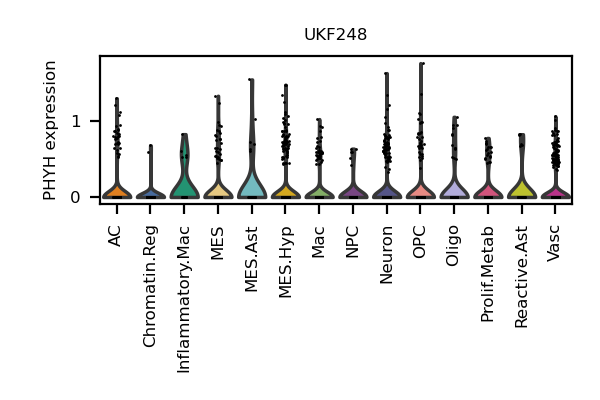 UKF248
PHYH expression
1
0
AC
Chromatin.Reg
Inflammatory.Mac
MES
MES.Ast
MES.Hyp
Mac
NPC
Neuron
OPC
Oligo
Prolif.Metab
Reactive.Ast
Vasc